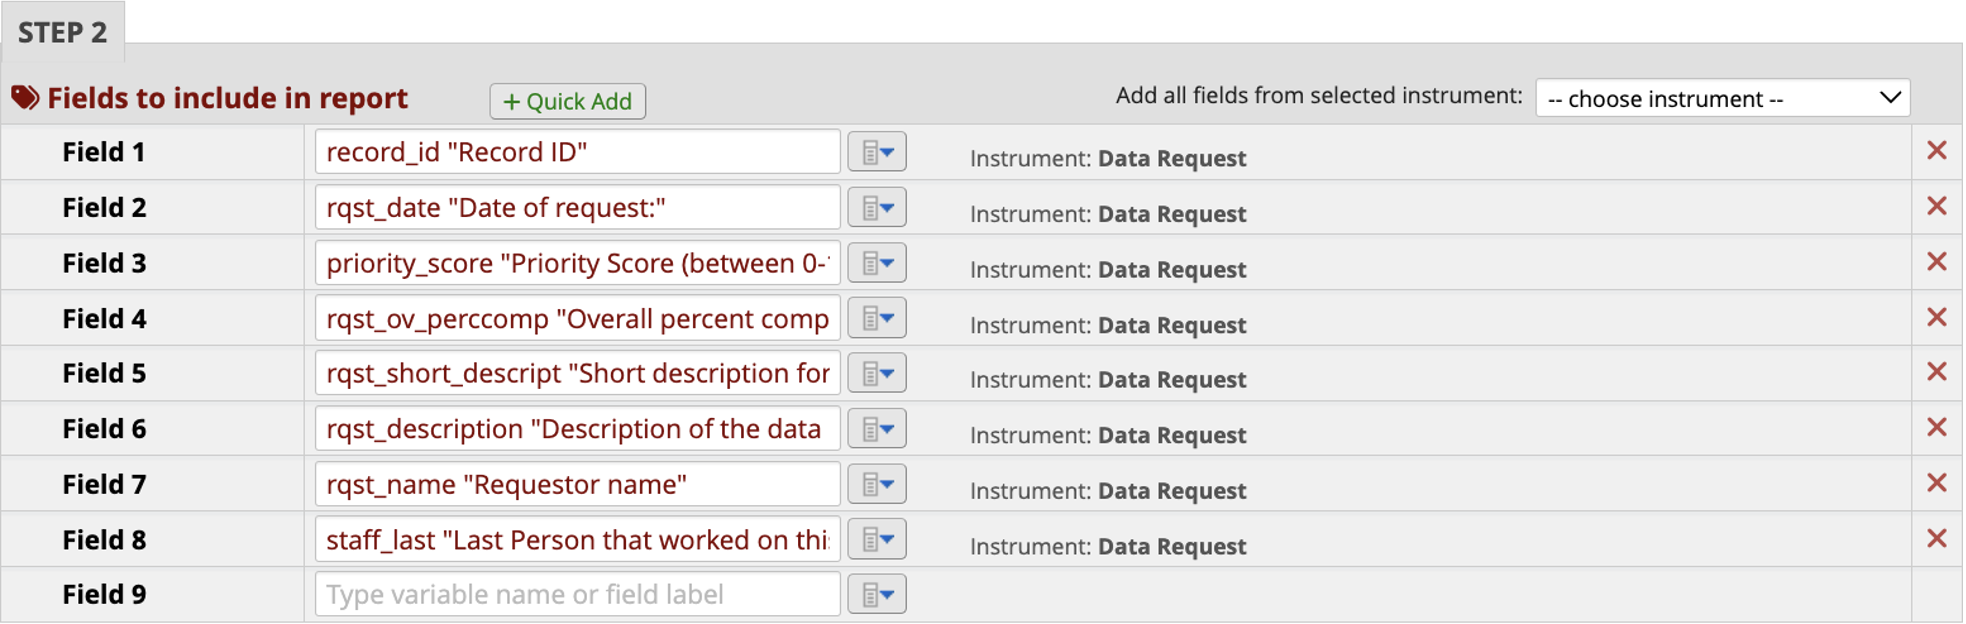 STEP 2
Fields to include in report + Quick Add Add all fields from selected instrument: -- choose instrument --
Field 1 record_id "Record ID" Instrument: Data Request
Field 2 rqst_date "Date of request:" Instrument: Data Request
Field 3 priority_score "Priority Score (between 0- Instrument: Data Request
Field 4 rqst_ov_perccomp "Overall percent comp Instrument: Data Request
Field 5 rqst_short_descript "Short description for Instrument: Data Request
Field 6 rqst_description "Description of the data Instrument: Data Request
Field 7 rqst_name "Requestor name" Instrument: Data Request
Field 8 staff_last "Last Person that worked on thi Instrument: Data Request
Field 9 Type variable name or field label